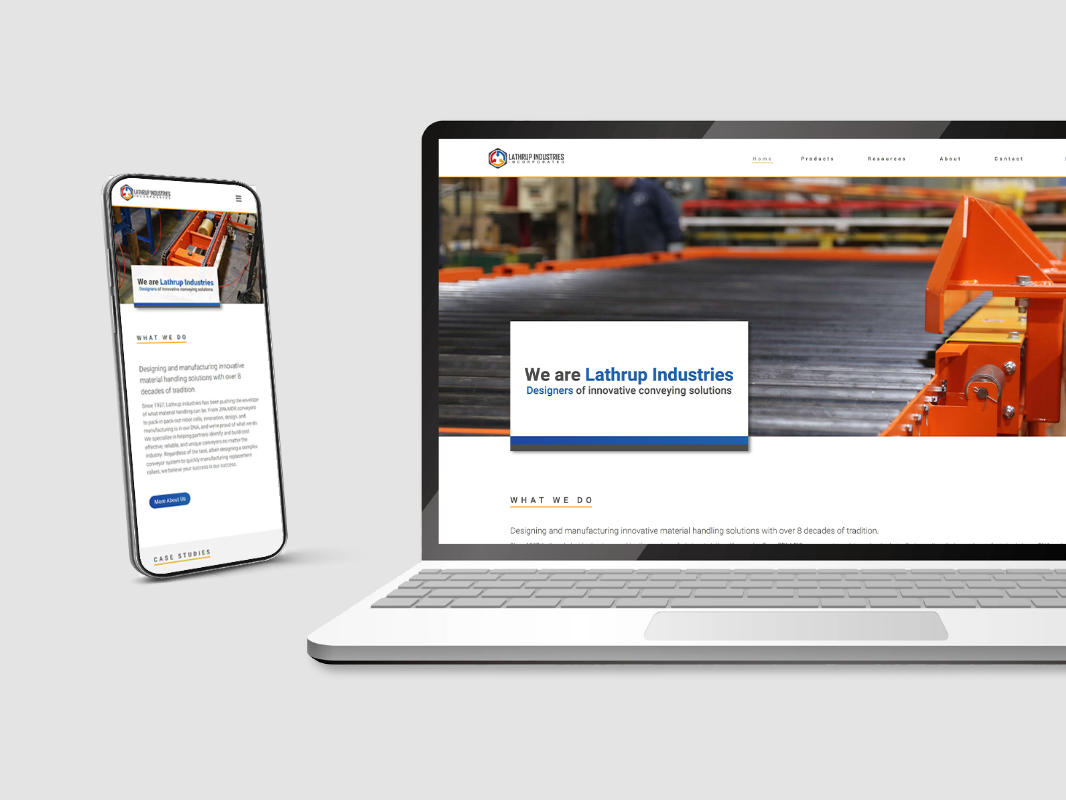 LATHRUP INDUSTRIES
INCORPORATED
We are Lathrup Industries
Designers of innovative conveying solutions
WHAT WE DO
Designing and manufacturing innovative
material handling solutions with over 8
decades of tradition.
Since 1937, Lathrup Industries has been pushing the envelope
of what material handling can be. From ZPA/MDR conveyors
to pack-in pack-out robot cells, innovation, design, and
manufacturing is in our DNA, and we're proud of what we do.
We specialize in helping partners identify and build cost
effective, reliable, and unique conveyors no matter the
industry. Regardless of the task, albeit designing a complex
conveyor system to quickly manufacturing replacement
rollers, we believe your success is our success.
More About Us
CASE STUDIES
LATHRUP INDUSTRIES
INCORPORATED
Home Products Resources About Contact
We are Lathrup Industries
Designers of innovative conveying solutions
WHAT WE DO
Designing and manufacturing innovative material handling solutions with over 8 decades of tradition.